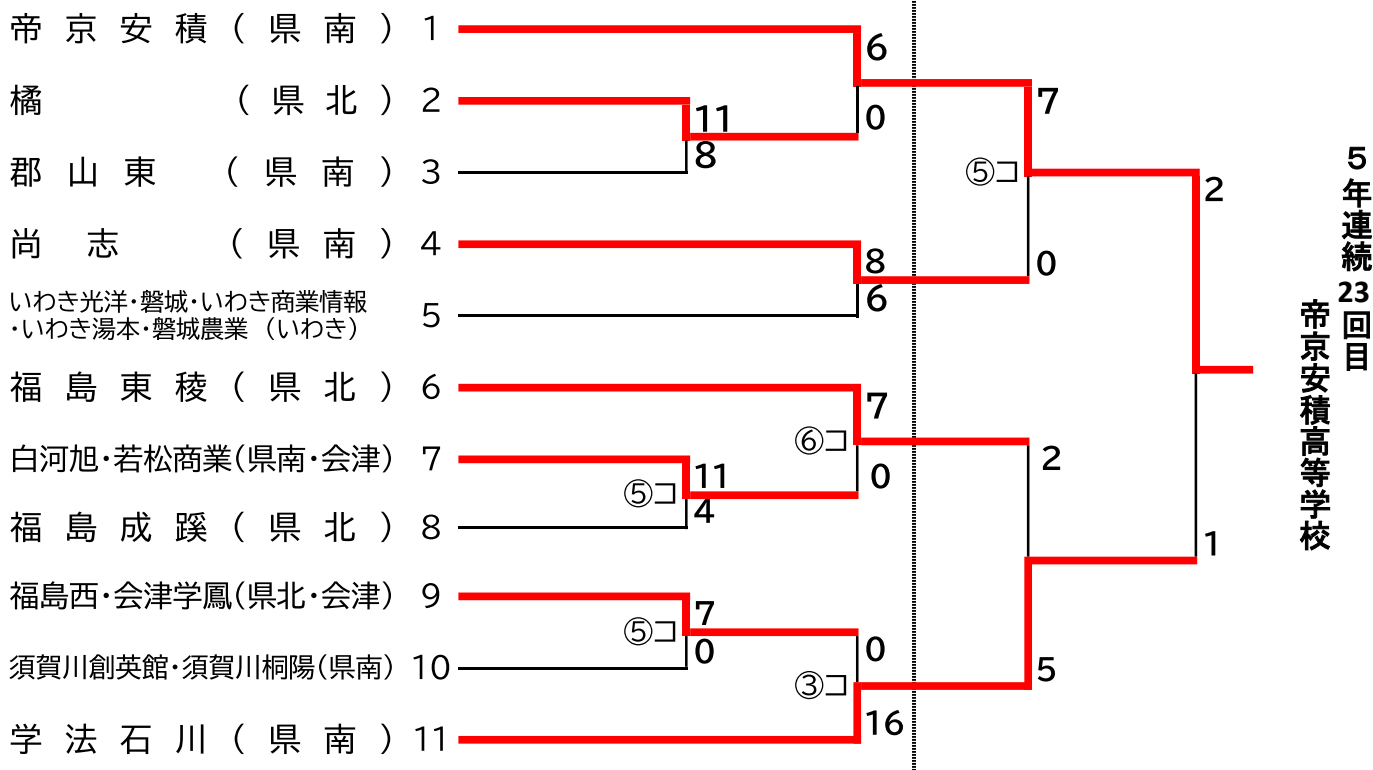 帝京安積(県南) 1
橘(県北) 2
郡山東(県南) 3
尚志(県南) 4
いわき光洋・磐城・いわき商業情報
・いわき湯本・磐城農業(いわき) 5
福島東稜(県北) 6
白河旭・若松商業(県南・会津) 7
福島成蹊(県北) 8
福島西・会津学鳳(県北・会津) 9
須賀川創英館・須賀川桐陽(県南) 10
学法石川(県南) 11
11
8
11
4
⑤コ
7
0
⑤コ
6
0
8
6
7
0
⑥コ
0
16
③コ
7
0
⑤コ
2
5
2
1
5年連続23回目
帝京安積高等学校